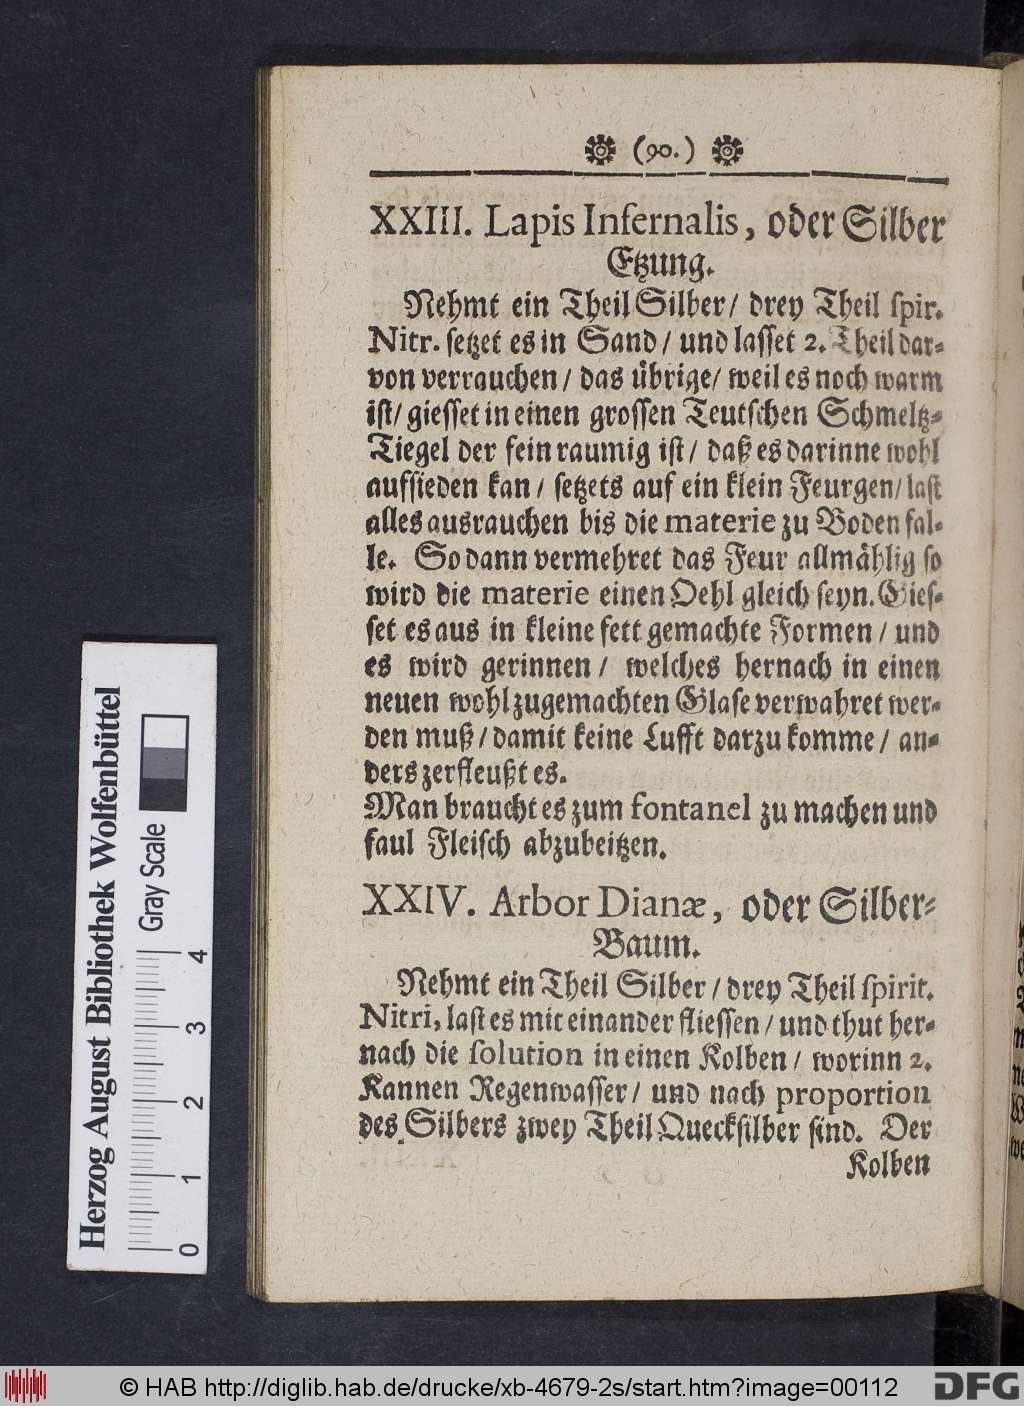 (90.)
XXIII. Lapis Infernalis, oder Silber
Etzung.
Nehmt ein Theil Silber/ drey Theil spir.
Nitr. setzet es in Sand/ und lasset 2. Theil dar-
von verrauchen/ das übrige/ weil es noch warm
ist/ giesset in einen grossen Teutschen Schmeltz-
Tiegel der fein raumig ist/ daß es darinne wohl
aufsieden kan/ setzets auf ein klein Feurgen/ last
alles ausrauchen bis die materie zu Boden fal-
le. So dann vermehret das Feur allmählig so
wird die materie einen Oehl gleich seyn. Gies-
set es aus in kleine fett gemachte Formen/ und
es wird gerinnen/ welches hernach in einen
neuen wohl zugemachten Glase verwahret wer-
den muß/ damit keine Lufft darzu komme/ an-
ders zerfleußt es.
Man braucht es zum fontanel zu machen und
faul Fleisch abzubeitzen.
XXIV. Arbor Dianæ, oder Silber-
Baum.
Nehmt ein Theil Silber/ drey Theil spirit.
Nitri, last es mit einander fliessen/ und thut her-
nach die solution in einen Kolben/ worinn 2.
Kannen Regenwasser/ und nach proportion
des Silbers zwey Theil Quecksilber sind. Der
Kolben
Herzog August Bibliothek Wolfenbüttel
Gray Scale
0 1 2 3 4
© HAB http://diglib.hab.de/drucke/xb-4679-2s/start.htm?image=00112
DFG